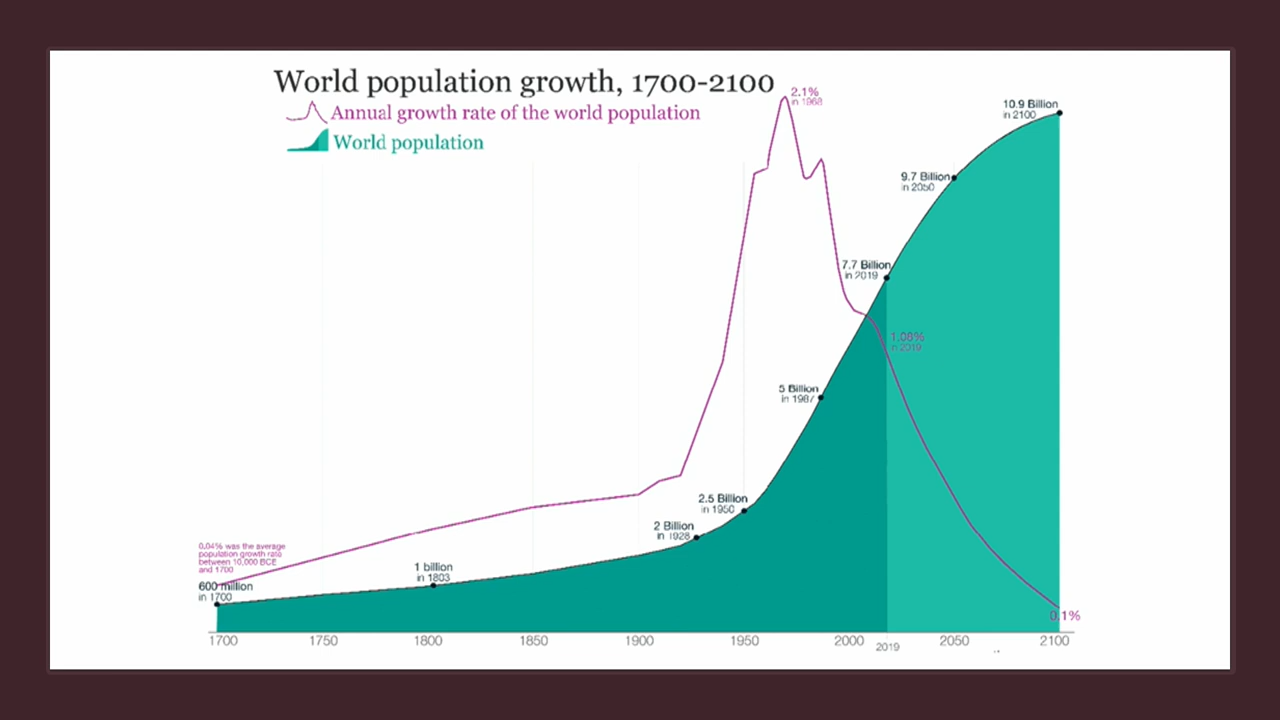 World population growth, 1700-2100
Annual growth rate of the world population
World population
2.1%
in 1968
10.9 Billion
in 2100
9.7 Billion
in 2050
7.7 Billion
in 2019
1.08%
in 2019
5 Billion
in 1987
2.5 Billion
in 1950
2 Billion
in 1928
0.04% was the average
population growth rate
between 10,000 BCE
and 1700
1 billion
in 1803
600 million
in 1700
0.1%
1700 1750 1800 1850 1900 1950 2000 2019 2050 2100